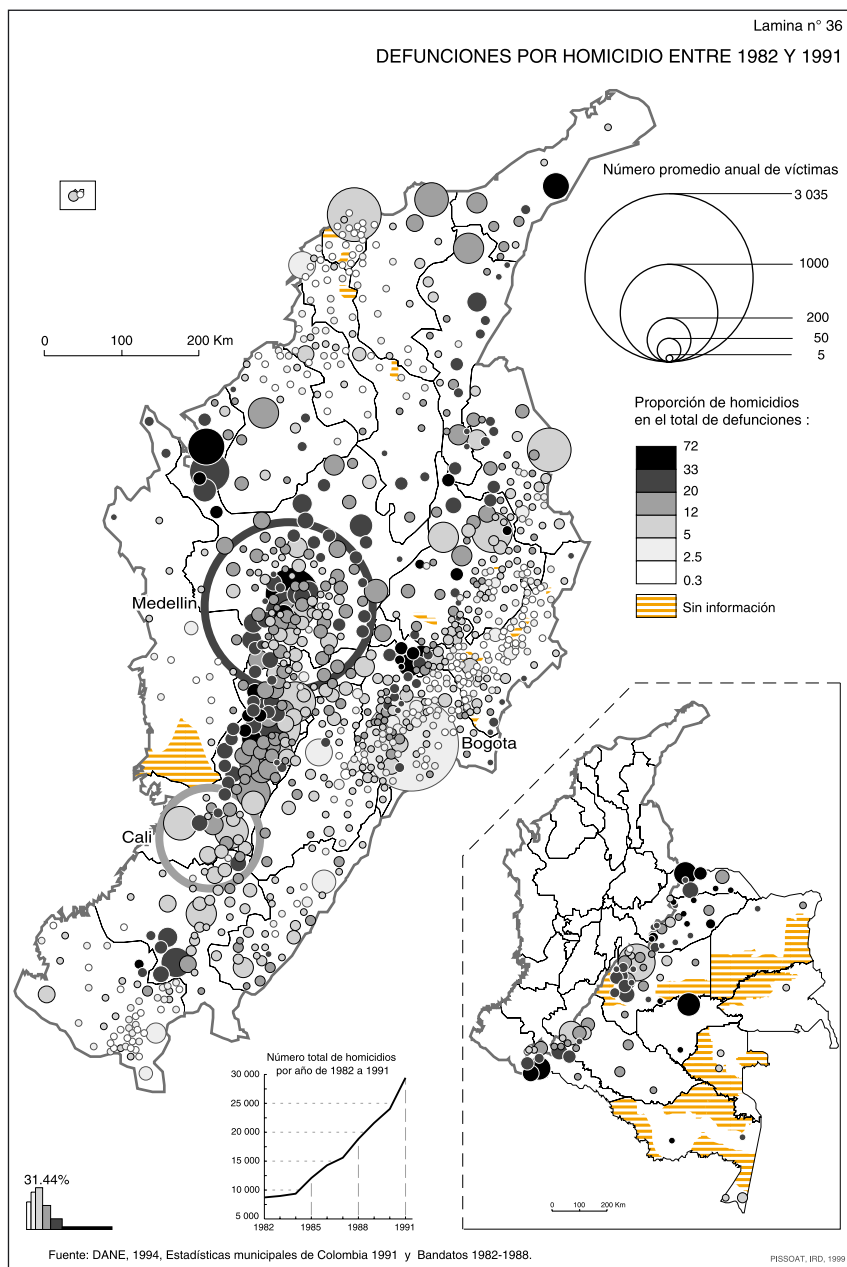 Lamina n° 36
DEFUNCIONES POR HOMICIDIO ENTRE 1982 Y 1991
Número promedio anual de víctimas
3 035
1000
200
50
5
0 100 200 Km
Proporción de homicidios
en el total de defunciones :
72
33
20
12
5
2.5
0.3
Sin información
Medellin
Bogota
Cali
Número total de homicidios
por año de 1982 a 1991
30 000
25 000
20 000
15 000
10 000
5 000
1982 1985 1988 1991
31.44%
0 100 200 Km
Fuente: DANE, 1994, Estadísticas municipales de Colombia 1991 y Bandatos 1982-1988.
PISSOAT, IRD, 1999